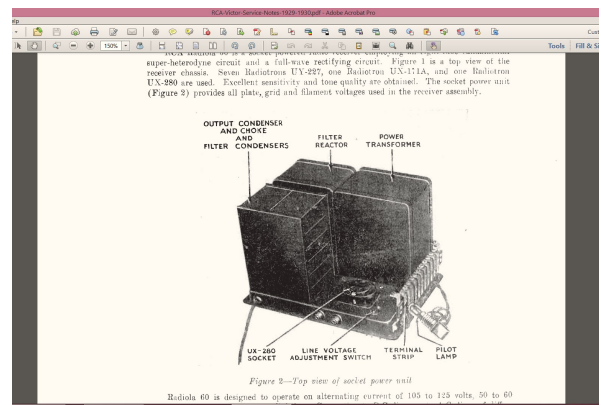 RCA-Victor-Service-Notes-1929-1930.pdf - Adobe Acrobat Pro
elp
Cust
150%
Tools
Fill & Si
super-heterodyne circuit and a full-wave rectifying circuit. Figure 1 is a top view of the
receiver chassis. Seven Radiotrons UY-227, one Radiotron UX-171A, and one Radiotron
UX-280 are used. Excellent sensitivity and tone quality are obtained. The socket power unit
(Figure 2) provides all plate, grid and filament voltages used in the receiver assembly.
OUTPUT CONDENSER
AND CHOKE
AND
FILTER CONDENSERS
FILTER
REACTOR
POWER
TRANSFORMER
UX-280
SOCKET
LINE VOLTAGE
ADJUSTMENT SWITCH
TERMINAL
STRIP
PILOT
LAMP
Figure 2—Top view of socket power unit
Radiola 60 is designed to operate on alternating current of 105 to 125 volts, 50 to 60